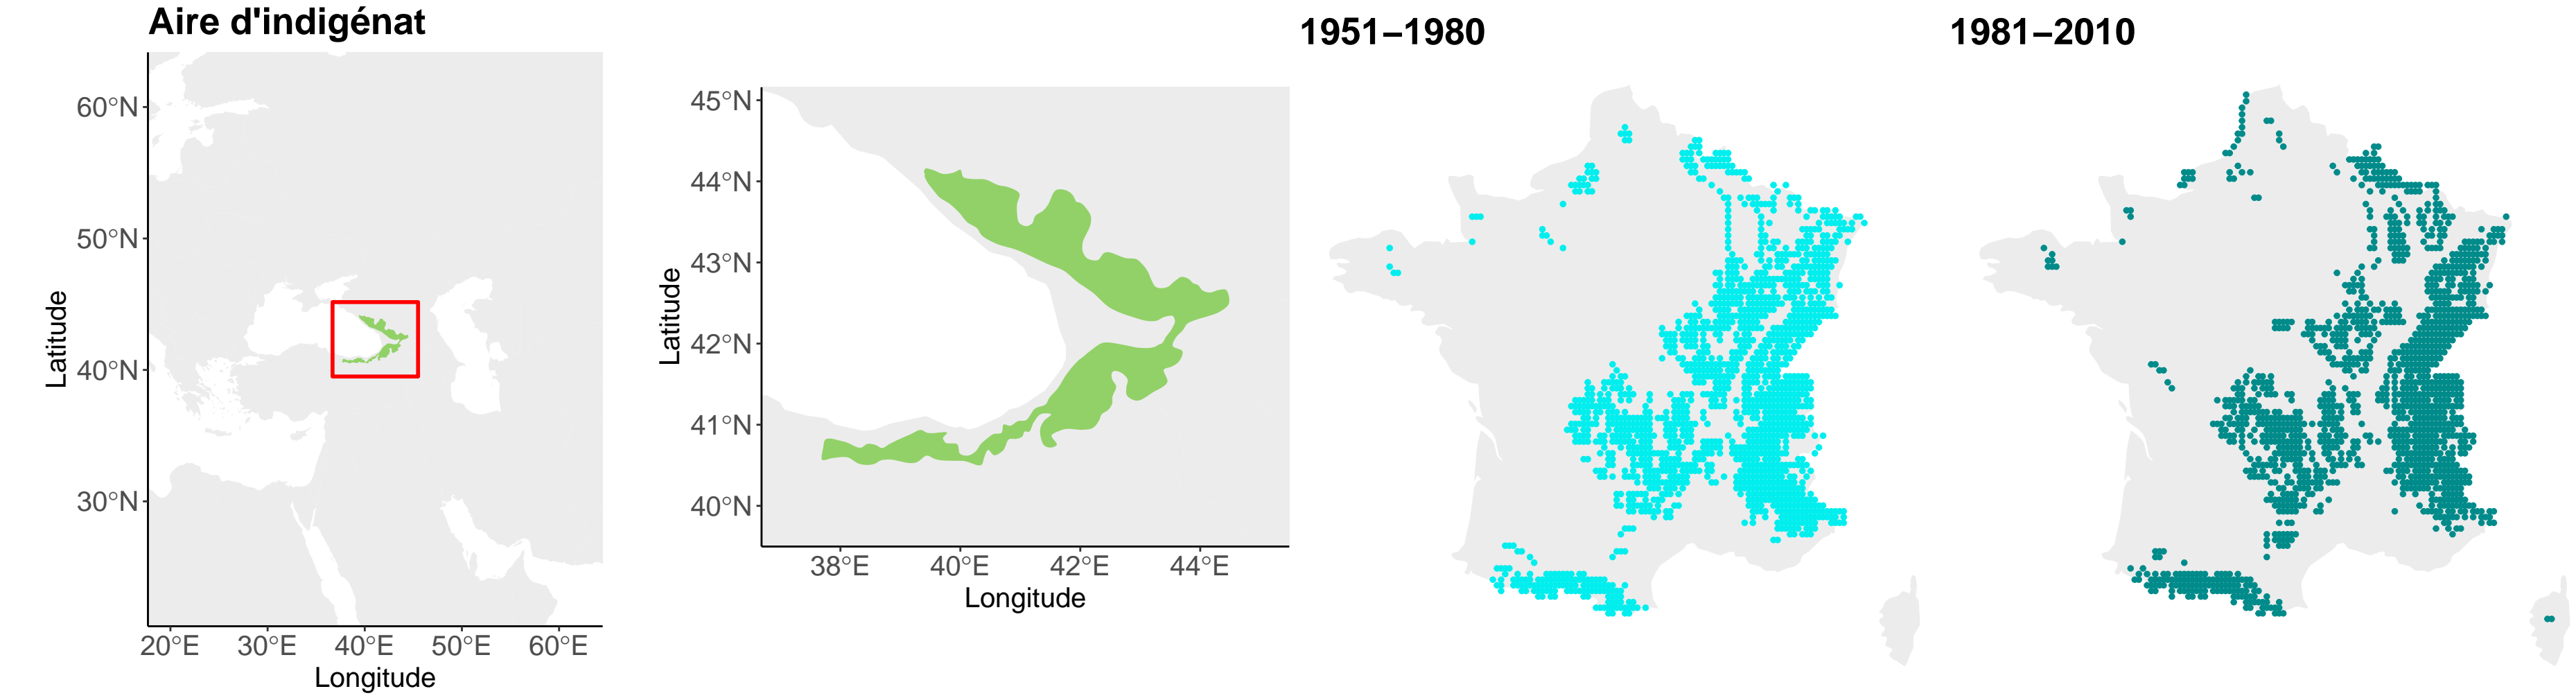 Aire d'indigénat
60°N
50°N
40°N
30°N
Latitude
20°E 30°E 40°E 50°E 60°E
Longitude
45°N
44°N
43°N
42°N
41°N
40°N
Latitude
38°E 40°E 42°E 44°E
Longitude
1951–1980
1981–2010